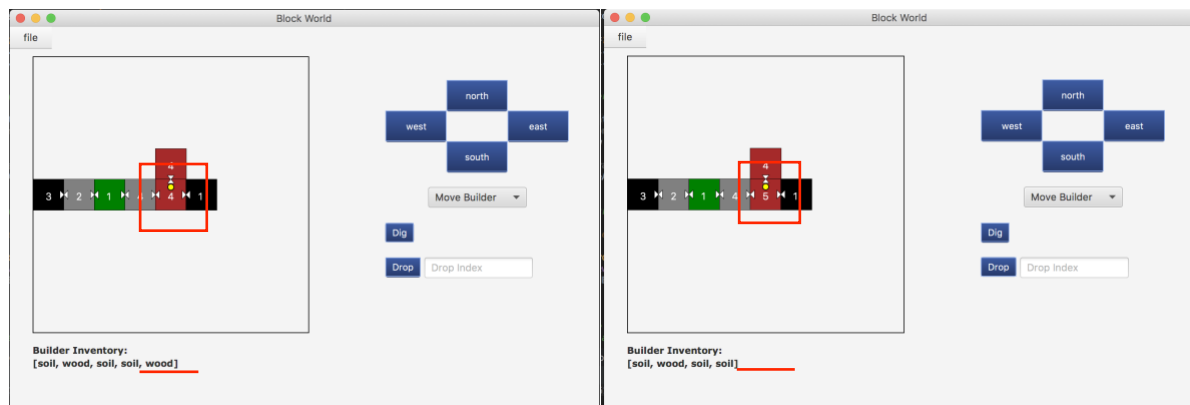 Block World
file
north
west
east
south
4
3 2 1 4 4 1
Move Builder
Dig
Drop Drop Index
Builder Inventory:
[soil, wood, soil, soil, wood]
Block World
file
north
west
east
south
4
3 2 1 4 5 1
Move Builder
Dig
Drop Drop Index
Builder Inventory:
[soil, wood, soil, soil]